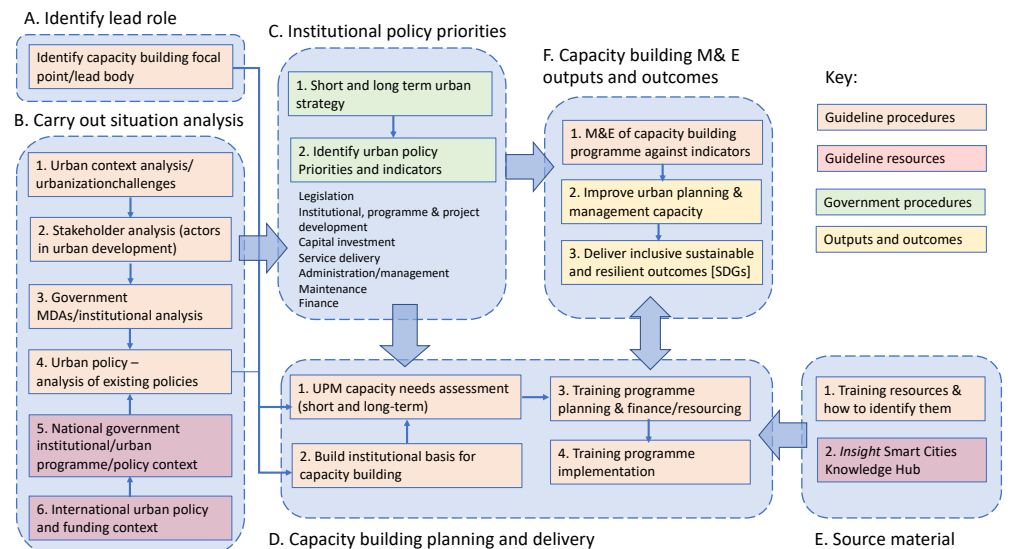 A. Identify lead role
Identify capacity building focal
point/lead body
B. Carry out situation analysis
1. Urban context analysis/
urbanizationchallenges
2. Stakeholder analysis (actors
in urban development)
3. Government
MDAs/institutional analysis
4. Urban policy –
analysis of existing policies
5. National government
institutional/urban
programme/policy context
6. International urban policy
and funding context
C. Institutional policy priorities
1. Short and long term urban
strategy
2. Identify urban policy
Priorities and indicators
Legislation
Institutional, programme & project
development
Capital investment
Service delivery
Administration/management
Maintenance
Finance
F. Capacity building M& E
outputs and outcomes
1. M&E of capacity building
programme against indicators
2. Improve urban planning &
management capacity
3. Deliver inclusive sustainable
and resilient outcomes [SDGs]
Key:
Guideline procedures
Guideline resources
Government procedures
Outputs and outcomes
1. UPM capacity needs assessment
(short and long-term)
2. Build institutional basis for
capacity building
3. Training programme
planning & finance/resourcing
4. Training programme
implementation
D. Capacity building planning and delivery
1. Training resources &
how to identify them
2. Insight Smart Cities
Knowledge Hub
E. Source material